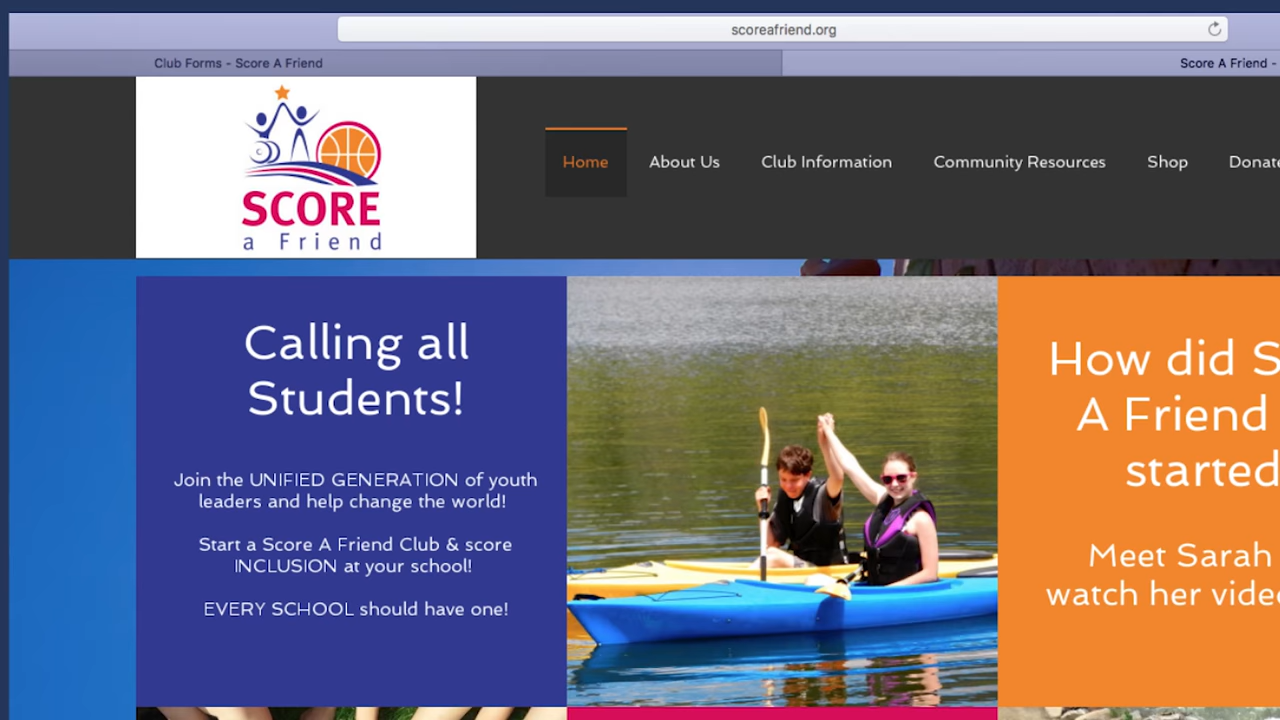 scoreafriend.org
Club Forms - Score A Friend
Score A Friend -
SCORE
a Friend
Home
About Us
Club Information
Community Resources
Shop
Donate
Calling all
Students!
Join the UNIFIED GENERATION of youth
leaders and help change the world!
Start a Score A Friend Club & score
INCLUSION at your school!
EVERY SCHOOL should have one!
How did S
A Friend
started
Meet Sarah
watch her video